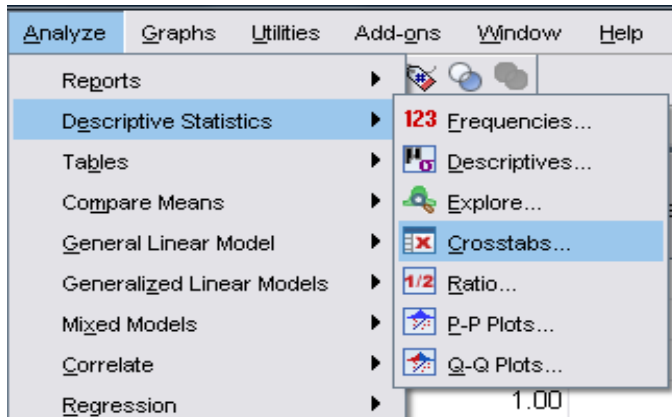 Analyze Graphs Utilities Add-ons Window Help
Reports
Descriptive Statistics
Tables
Compare Means
General Linear Model
Generalized Linear Models
Mixed Models
Correlate
Regression
123 Frequencies...
μσ Descriptives...
Explore...
Crosstabs...
1/2 Ratio...
P-P Plots...
Q-Q Plots...
1.00